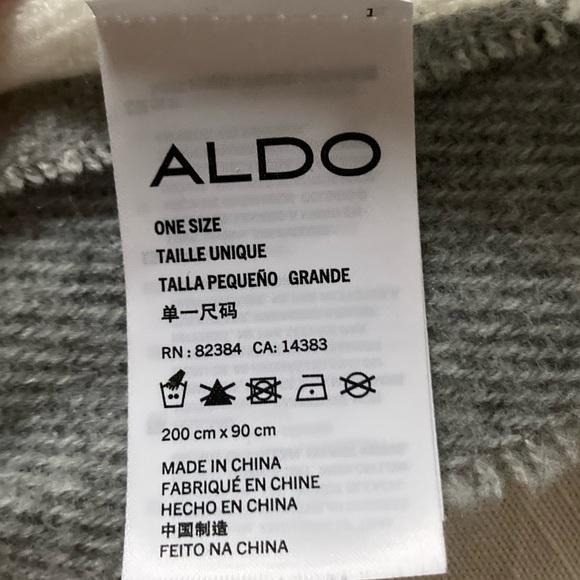 1
ALDO
ONE SIZE
TAILLE UNIQUE
TALLA PEQUEÑO GRANDE
单一尺码
RN : 82384 CA: 14383
200 cm x 90 cm
MADE IN CHINA
FABRIQUÉ EN CHINE
HECHO EN CHINA
中国制造
FEITO NA CHINA